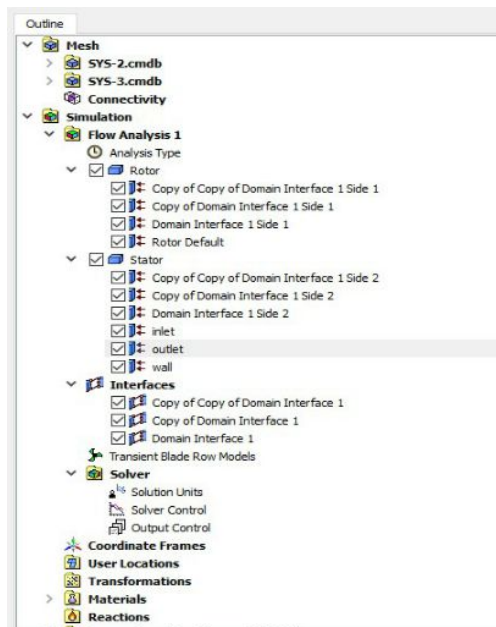 Outline
Mesh
SYS-2.cmdb
SYS-3.cmdb
Connectivity
Simulation
Flow Analysis 1
Analysis Type
Rotor
Copy of Copy of Domain Interface 1 Side 1
Copy of Domain Interface 1 Side 1
Domain Interface 1 Side 1
Rotor Default
Stator
Copy of Copy of Domain Interface 1 Side 2
Copy of Domain Interface 1 Side 2
Domain Interface 1 Side 2
inlet
outlet
wall
Interfaces
Copy of Copy of Domain Interface 1
Copy of Domain Interface 1
Domain Interface 1
Transient Blade Row Models
Solver
Solution Units
Solver Control
Output Control
Coordinate Frames
User Locations
Transformations
Materials
Reactions